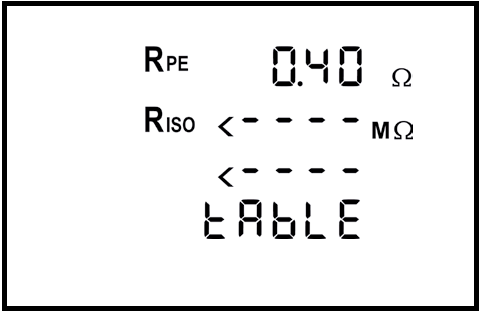 RPE 0.40 Ω
RISO <---- MΩ
<----
tAbLE